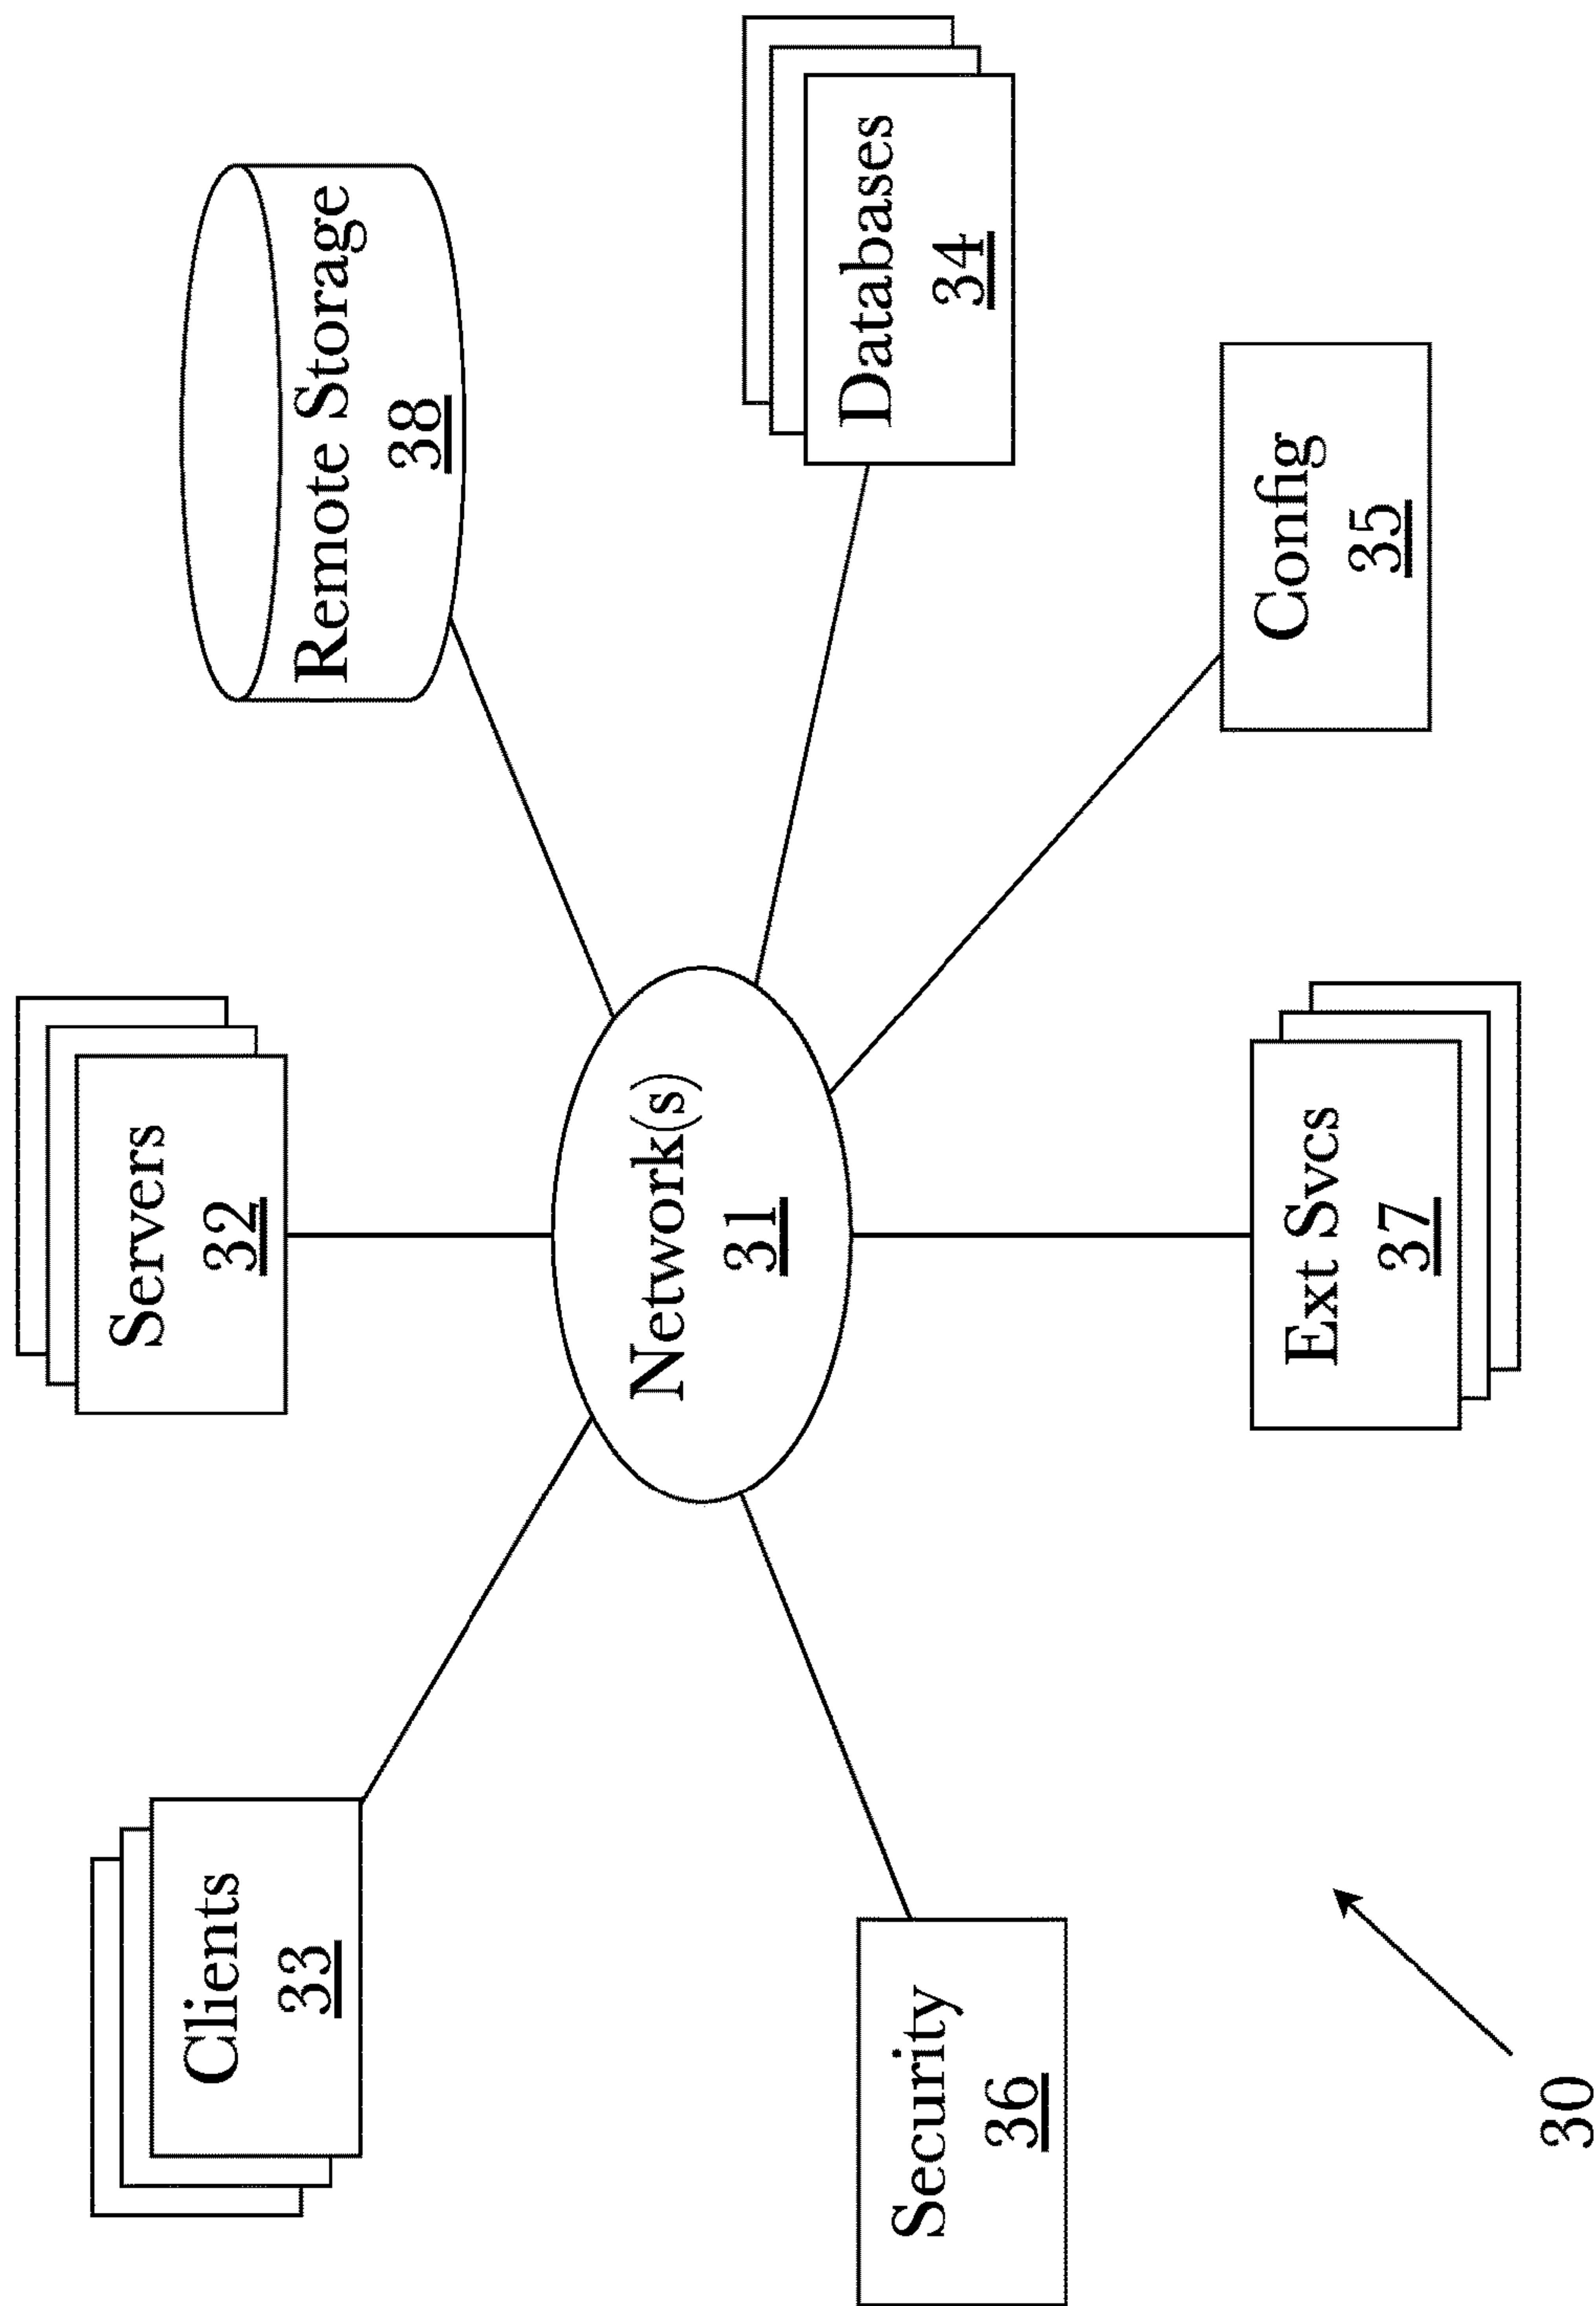 Servers
32
Clients
33
Remote Storage
38
Network(s)
31
Databases
34
Security
36
Ext Svcs
37
Config
35
30